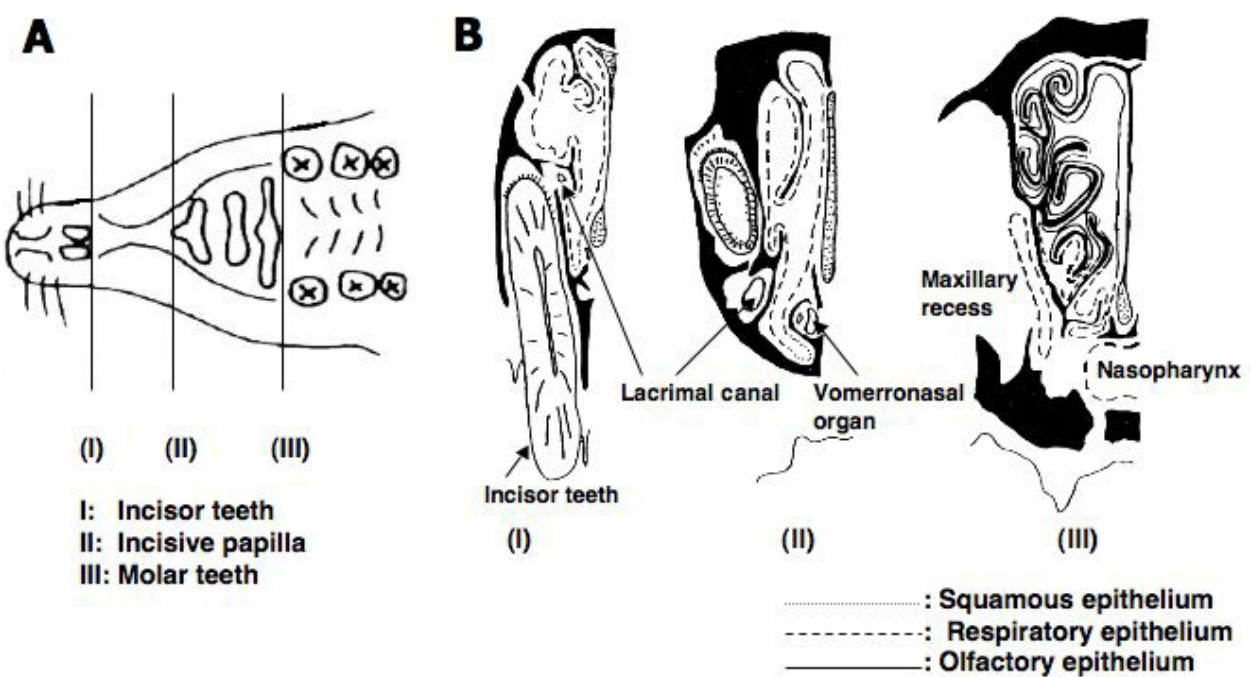 A
B
(I) (II) (III)
I: Incisor teeth
II: Incisive papilla
III: Molar teeth
Maxillary
recess
Nasopharynx
Lacrimal canal
Vomerronasal
organ
Incisor teeth
(I) (II) (III)
: Squamous epithelium
: Respiratory epithelium
: Olfactory epithelium